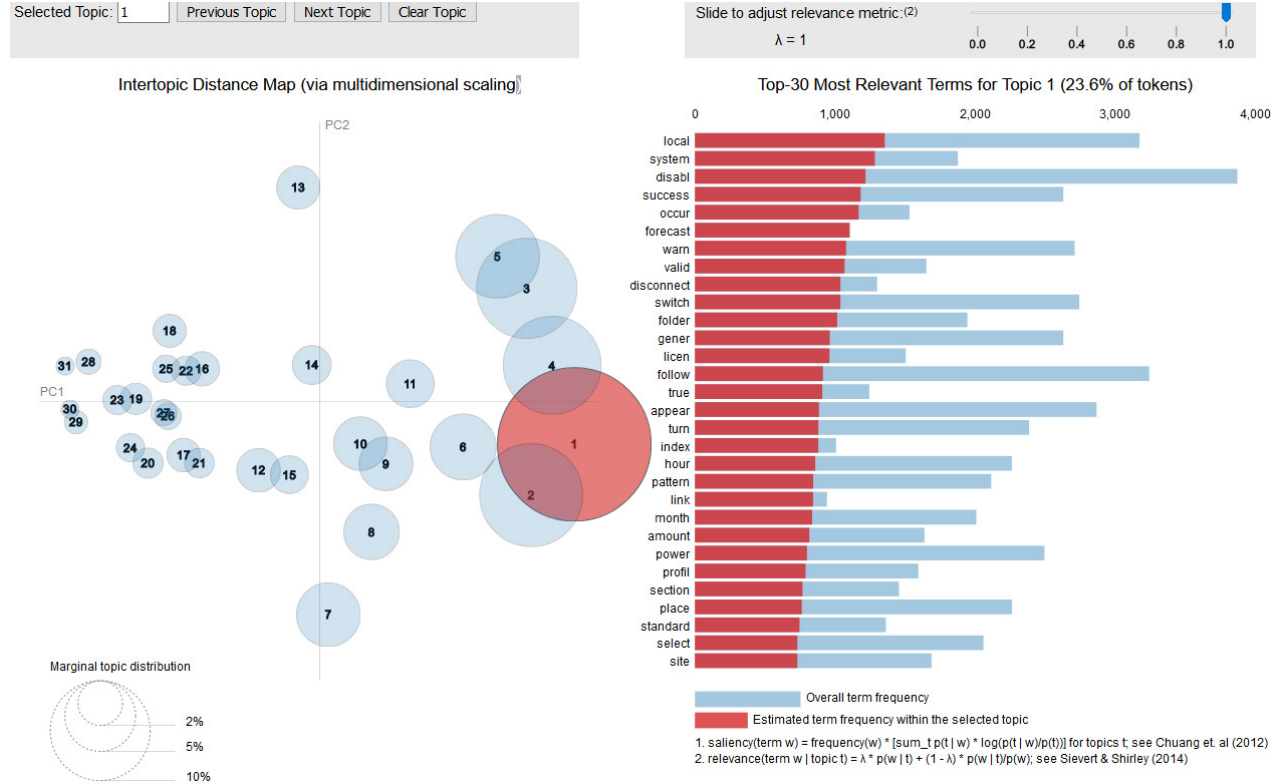 Selected Topic: 1 Previous Topic Next Topic Clear Topic
Slide to adjust relevance metric:(2)
λ = 1
0.0 0.2 0.4 0.6 0.8 1.0
Intertopic Distance Map (via multidimensional scaling)
PC2
PC1
13
5
3
18
4
31
28
25
22
16
14
11
23
19
30
29
27
26
24
20
17
21
12
15
10
9
6
1
2
8
7
Marginal topic distribution
2%
5%
10%
Top-30 Most Relevant Terms for Topic 1 (23.6% of tokens)
0 1,000 2,000 3,000 4,000
local
system
disabl
success
occur
forecast
warn
valid
disconnect
switch
folder
gener
licen
follow
true
appear
turn
index
hour
pattern
link
month
amount
power
profil
section
place
standard
select
site
Overall term frequency
Estimated term frequency within the selected topic
1. saliency(term w) = frequency(w) * [sum_t p(t | w) * log(p(t | w)/p(t))] for topics t; see Chuang et. al (2012)
2. relevance(term w | topic t) = λ * p(w | t) + (1 - λ) * p(w | t)/p(w); see Sievert & Shirley (2014)